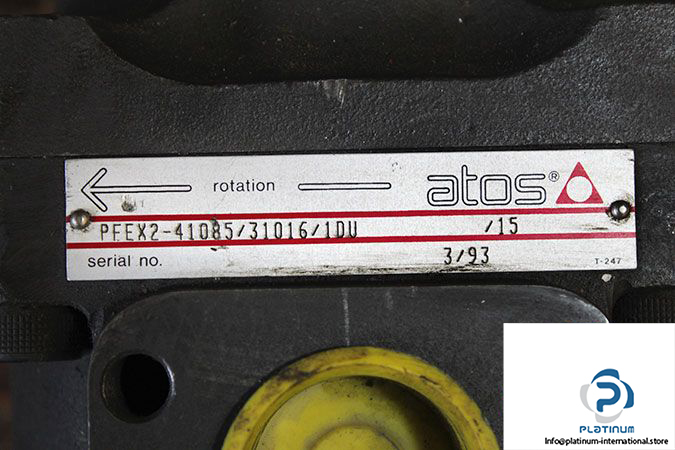 rotation atos®
PFEX2-41085/31016/1DU /15
serial no. 3/93
T-247
PLATINUM
Info@platinum-international.store